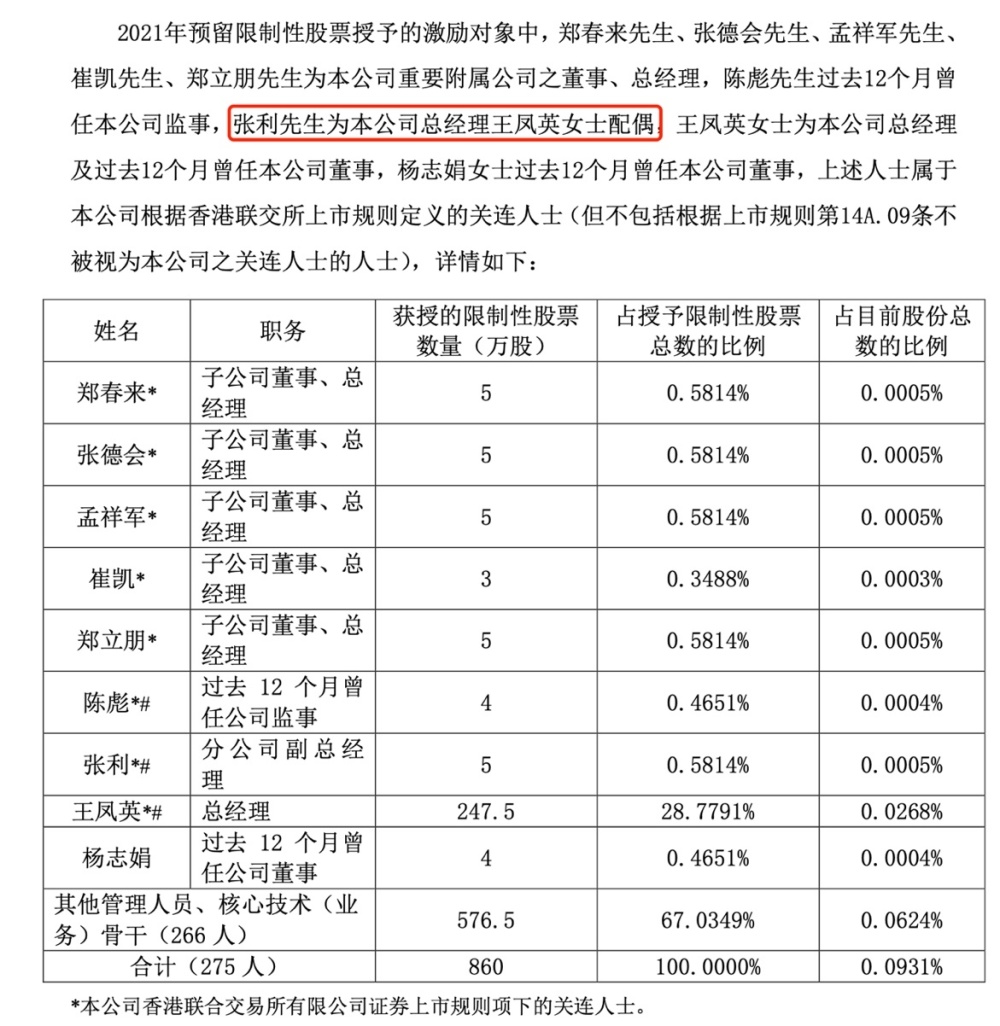 2021年预留限制性股票授予的激励对象中，郑春来先生、张德会先生、孟祥军先生、
崔凯先生、郑立朋先生为本公司重要附属公司之董事、总经理，陈彪先生过去12个月曾
任本公司监事，张利先生为本公司总经理王凤英女士配偶，王凤英女士为本公司总经理
及过去12个月曾任本公司董事，杨志娟女士过去12个月曾任本公司董事，上述人士属于
本公司根据香港联交所上市规则定义的关连人士（但不包括根据上市规则第14A.09条不
被视为本公司之关连人士的人士），详情如下：
姓名 职务 获授的限制性股票数量（万股） 占授予限制性股票总数的比例 占目前股份总数的比例
郑春来* 子公司董事、总经理 5 0.5814% 0.0005%
张德会* 子公司董事、总经理 5 0.5814% 0.0005%
孟祥军* 子公司董事、总经理 5 0.5814% 0.0005%
崔凯* 子公司董事、总经理 3 0.3488% 0.0003%
郑立朋* 子公司董事、总经理 5 0.5814% 0.0005%
陈彪*# 过去 12 个月曾任公司监事 4 0.4651% 0.0004%
张利*# 分公司副总经理 5 0.5814% 0.0005%
王凤英*# 总经理 247.5 28.7791% 0.0268%
杨志娟 过去 12 个月曾任公司董事 4 0.4651% 0.0004%
其他管理人员、核心技术（业务）骨干（266 人） 576.5 67.0349% 0.0624%
合计（275 人） 860 100.0000% 0.0931%
*本公司香港联合交易所有限公司证券上市规则项下的关连人士。